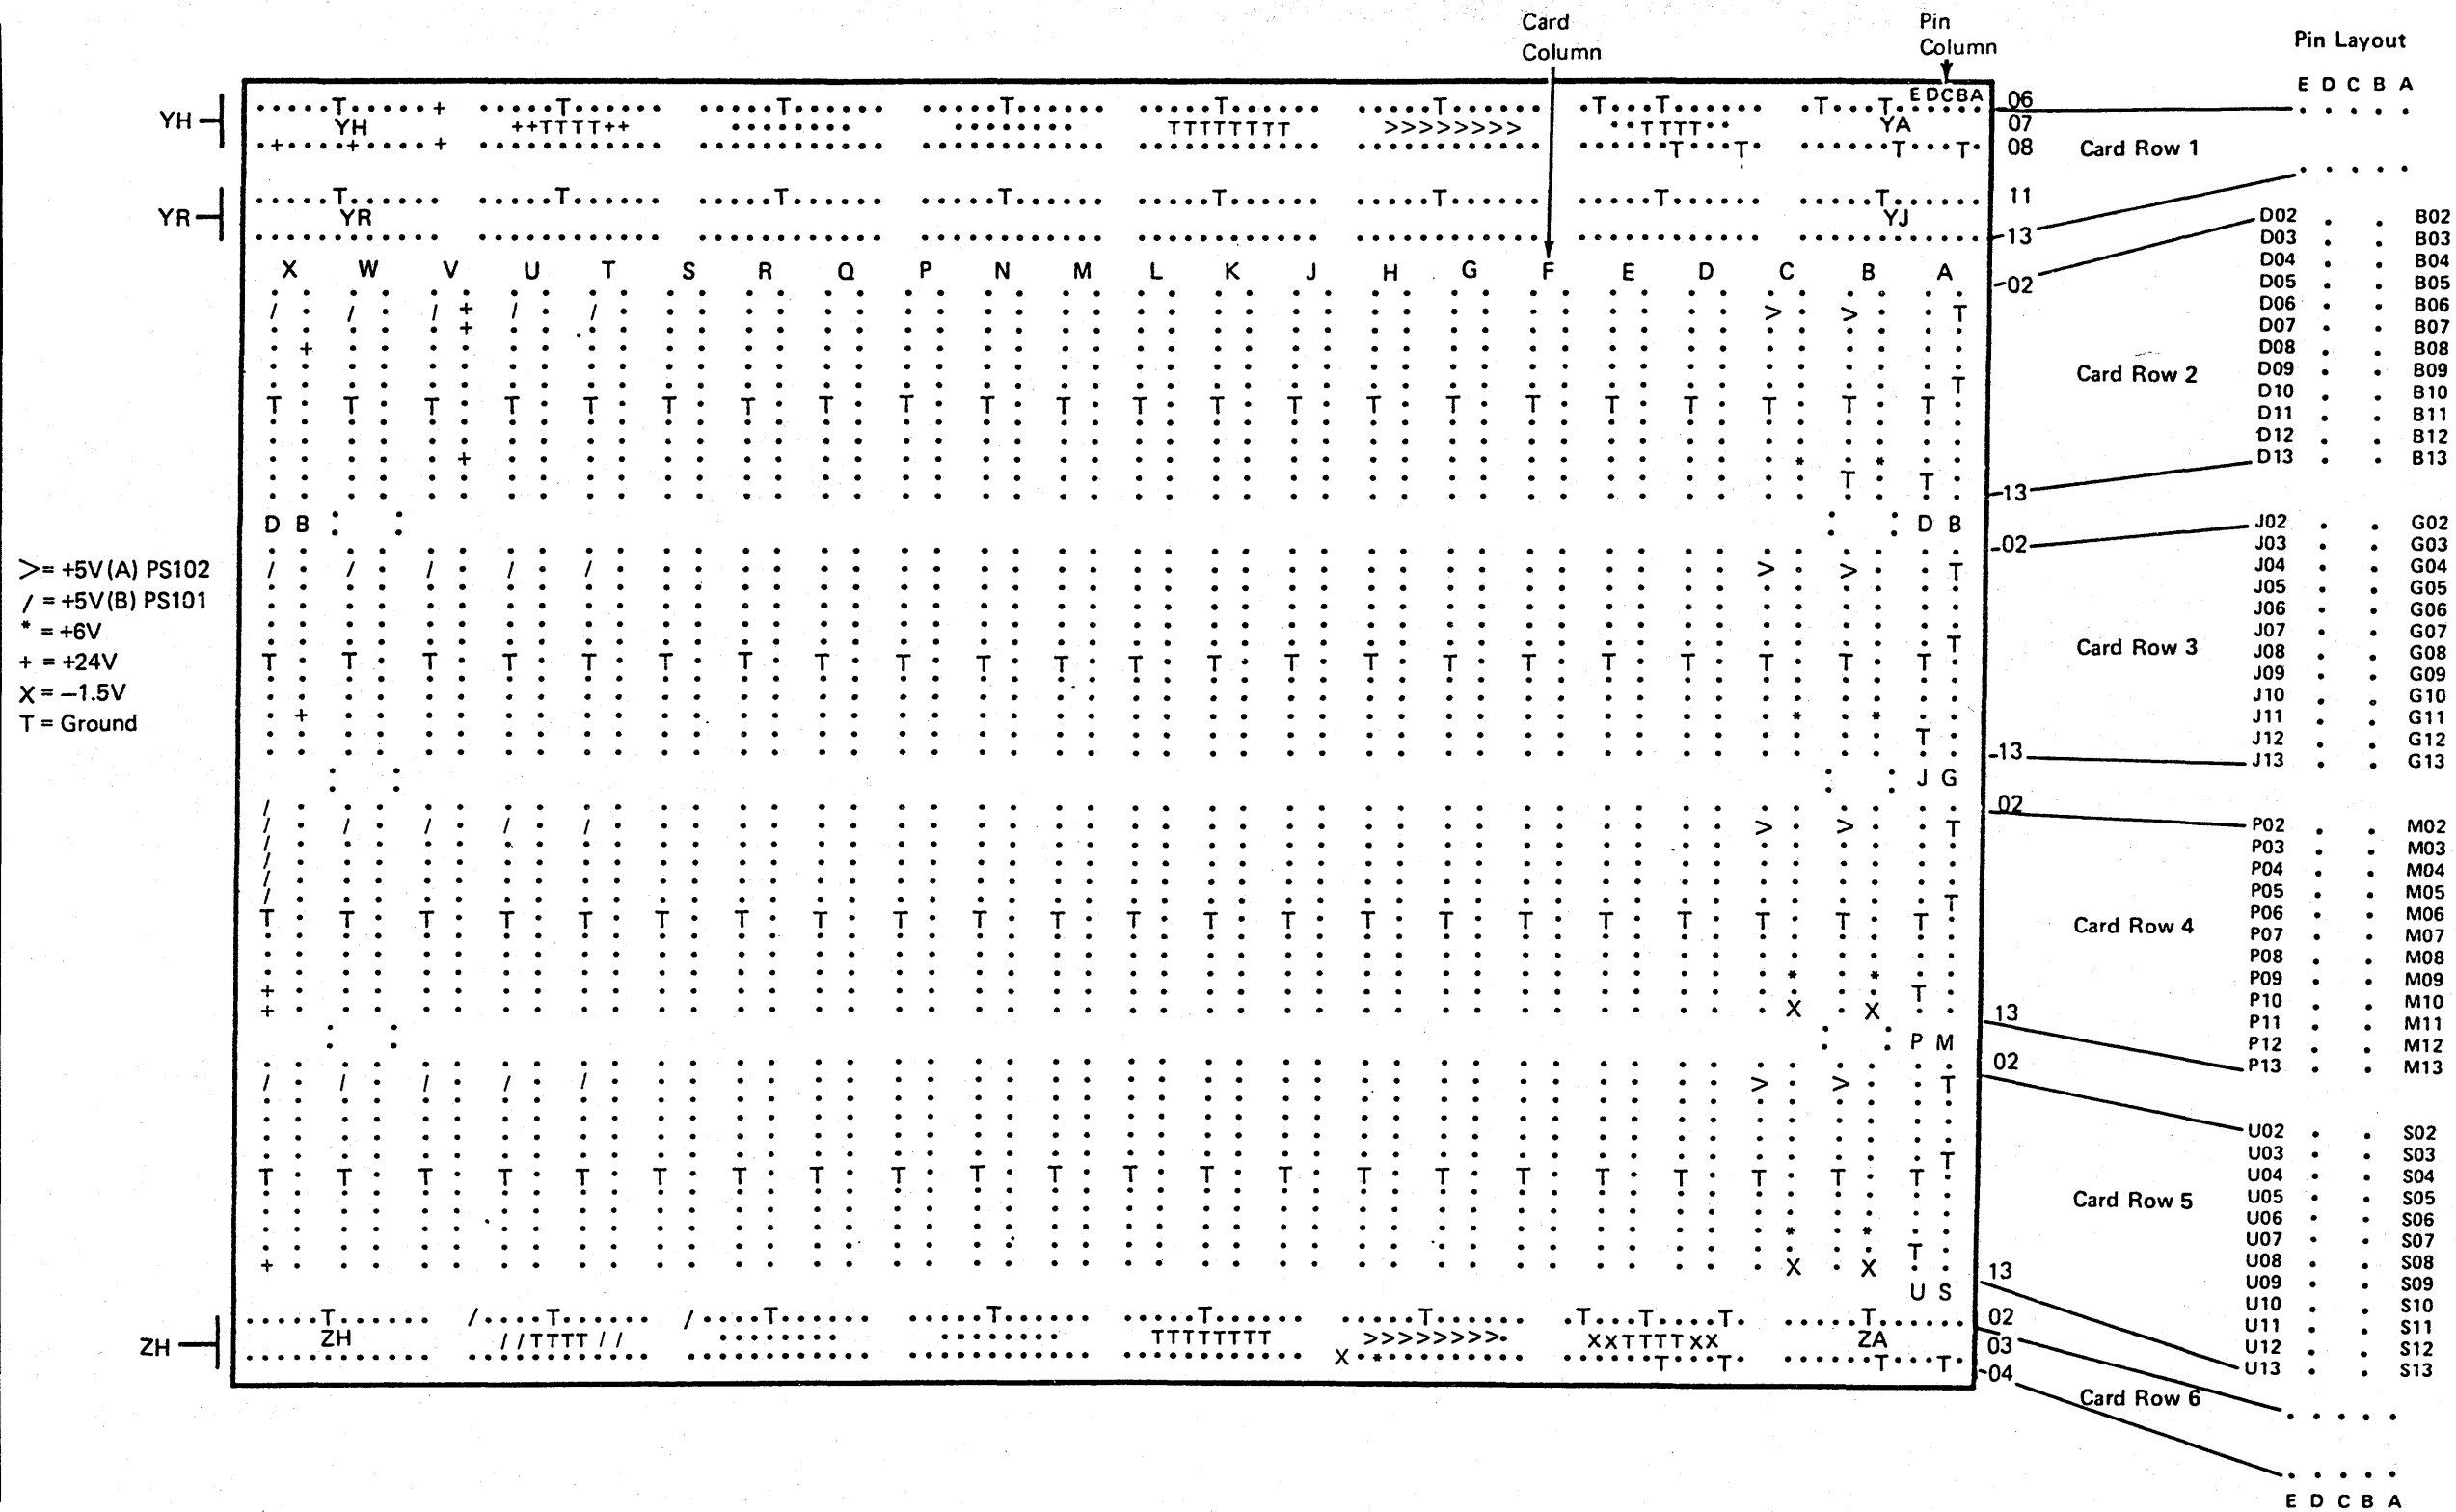 Card
Column
Pin
Column
Pin Layout
E D C B A
E D C B A
YH
YH
+
++TTTT++
TTTTTTTT
>>>>>>>>
TTTT
YA
06
07
08
Card Row 1
YR
YR
YJ
11
13
X W V U T S R Q P N M L K J H G F E D C B A
02
Card Row 2
13
D02 B02
D03 B03
D04 B04
D05 B05
D06 B06
D07 B07
D08 B08
D09 B09
D10 B10
D11 B11
D12 B12
D13 B13
D B
D B
>= +5V (A) PS102
/ = +5V (B) PS101
* = +6V
+ = +24V
X = –1.5V
T = Ground
02
Card Row 3
13
J02 G02
J03 G03
J04 G04
J05 G05
J06 G06
J07 G07
J08 G08
J09 G09
J10 G10
J11 G11
J12 G12
J13 G13
J G
02
Card Row 4
13
P02 M02
P03 M03
P04 M04
P05 M05
P06 M06
P07 M07
P08 M08
P09 M09
P10 M10
P11 M11
P12 M12
P13 M13
P M
02
Card Row 5
13
U02 S02
U03 S03
U04 S04
U05 S05
U06 S06
U07 S07
U08 S08
U09 S09
U10 S10
U11 S11
U12 S12
U13 S13
U S
ZH
ZH
//TTTT//
TTTTTTTT
>>>>>>>>
XXTTTTXX
ZA
02
03
04
Card Row 6
E D C B A